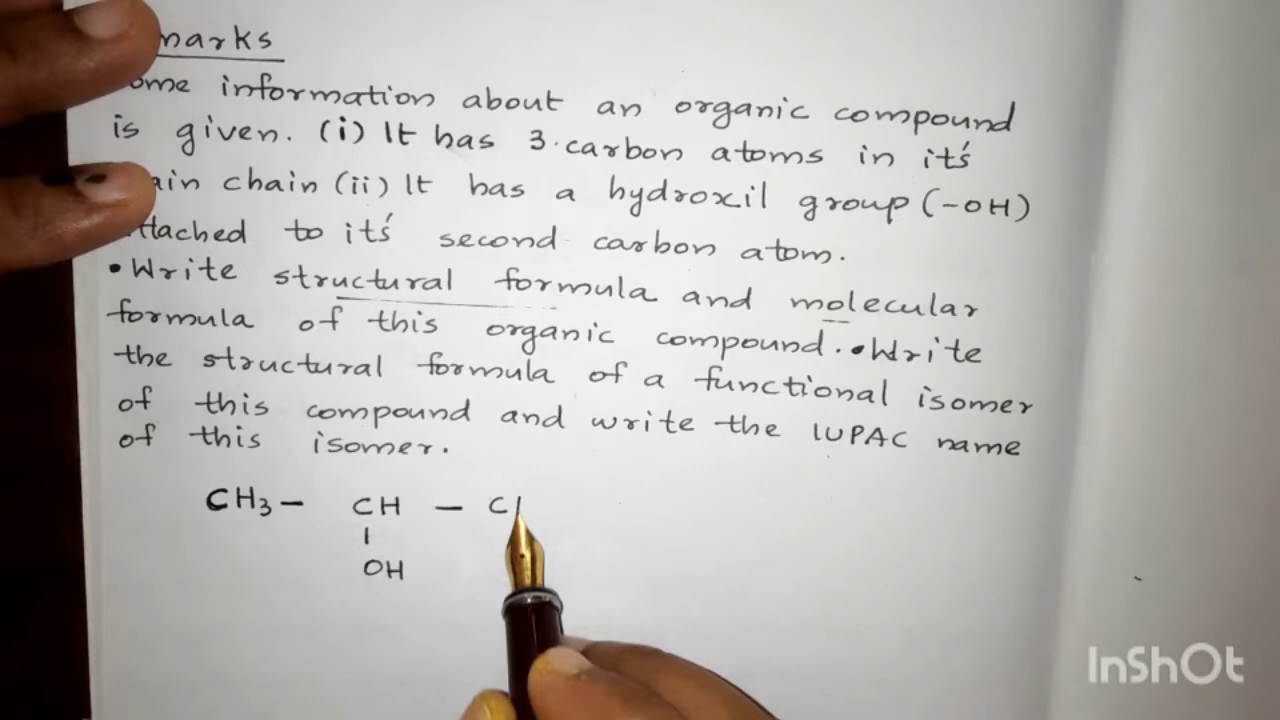 marks
ome information about an organic compound
is given. (i) It has 3 carbon atoms in it's
ain chain (ii) It has a hydroxil group (-OH)
ttached to it's second carbon atom.
• Write structural formula and molecular
formula of this organic compound. • Write
the structural formula of a functional isomer
of this compound and write the IUPAC name
of this isomer.
CH3 - CH - C
|
OH
InShOt